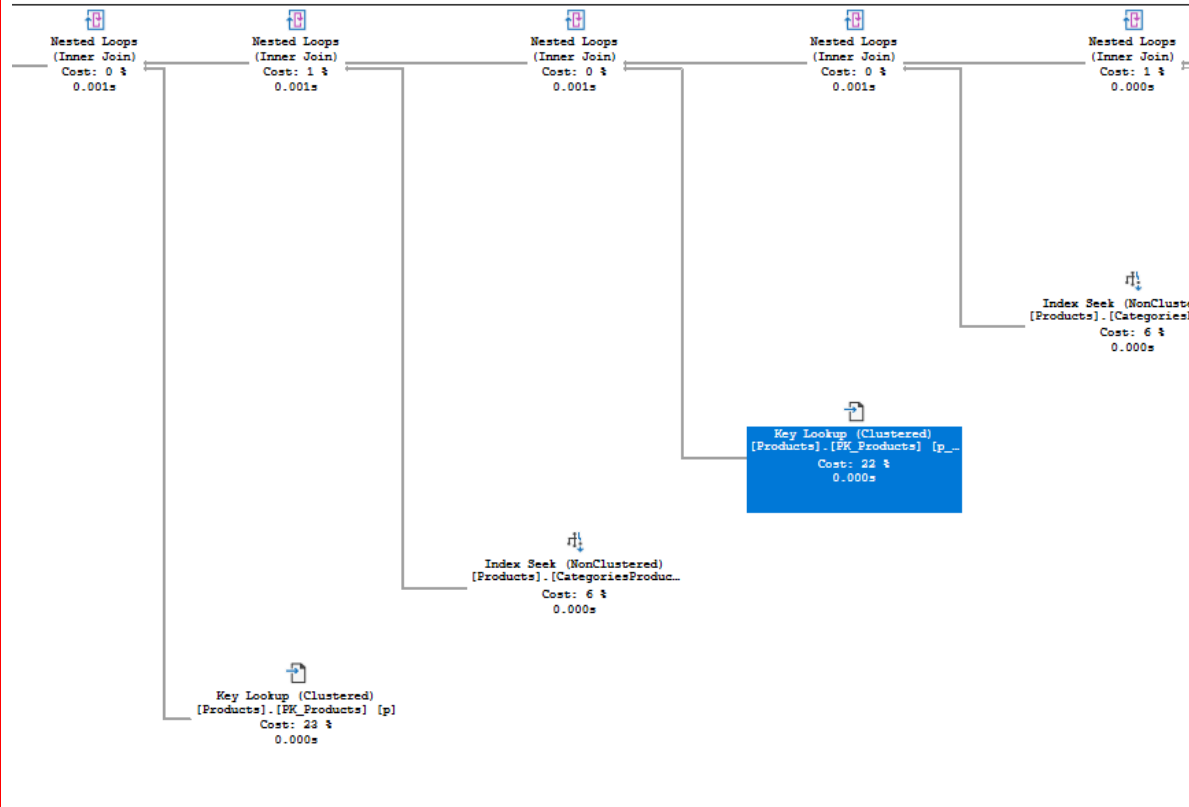 Nested Loops
(Inner Join)
Cost: 0 %
0.001s
Nested Loops
(Inner Join)
Cost: 1 %
0.001s
Nested Loops
(Inner Join)
Cost: 0 %
0.001s
Nested Loops
(Inner Join)
Cost: 0 %
0.001s
Nested Loops
(Inner Join)
Cost: 1 %
0.000s
Index Seek (NonCluste
[Products].[Categories
Cost: 6 %
0.000s
Key Lookup (Clustered)
[Products].[PK_Products] [p_…
Cost: 22 %
0.000s
Index Seek (NonClustered)
[Products].[CategoriesProduc…
Cost: 6 %
0.000s
Key Lookup (Clustered)
[Products].[PK_Products] [p]
Cost: 23 %
0.000s